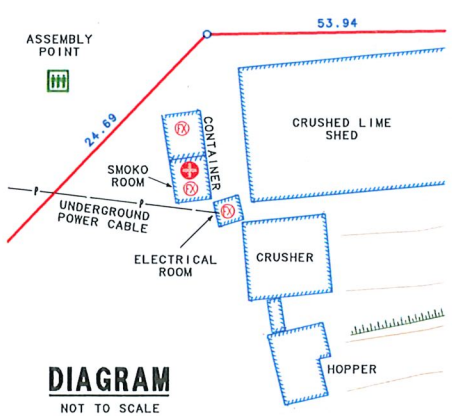 53.94
ASSEMBLY
POINT
24.69
FX
CONTAINER
CRUSHED LIME
SHED
SMOKO
ROOM
FX
P
P
UNDERGROUND
POWER CABLE
FX
ELECTRICAL
ROOM
CRUSHER
HOPPER
DIAGRAM
NOT TO SCALE